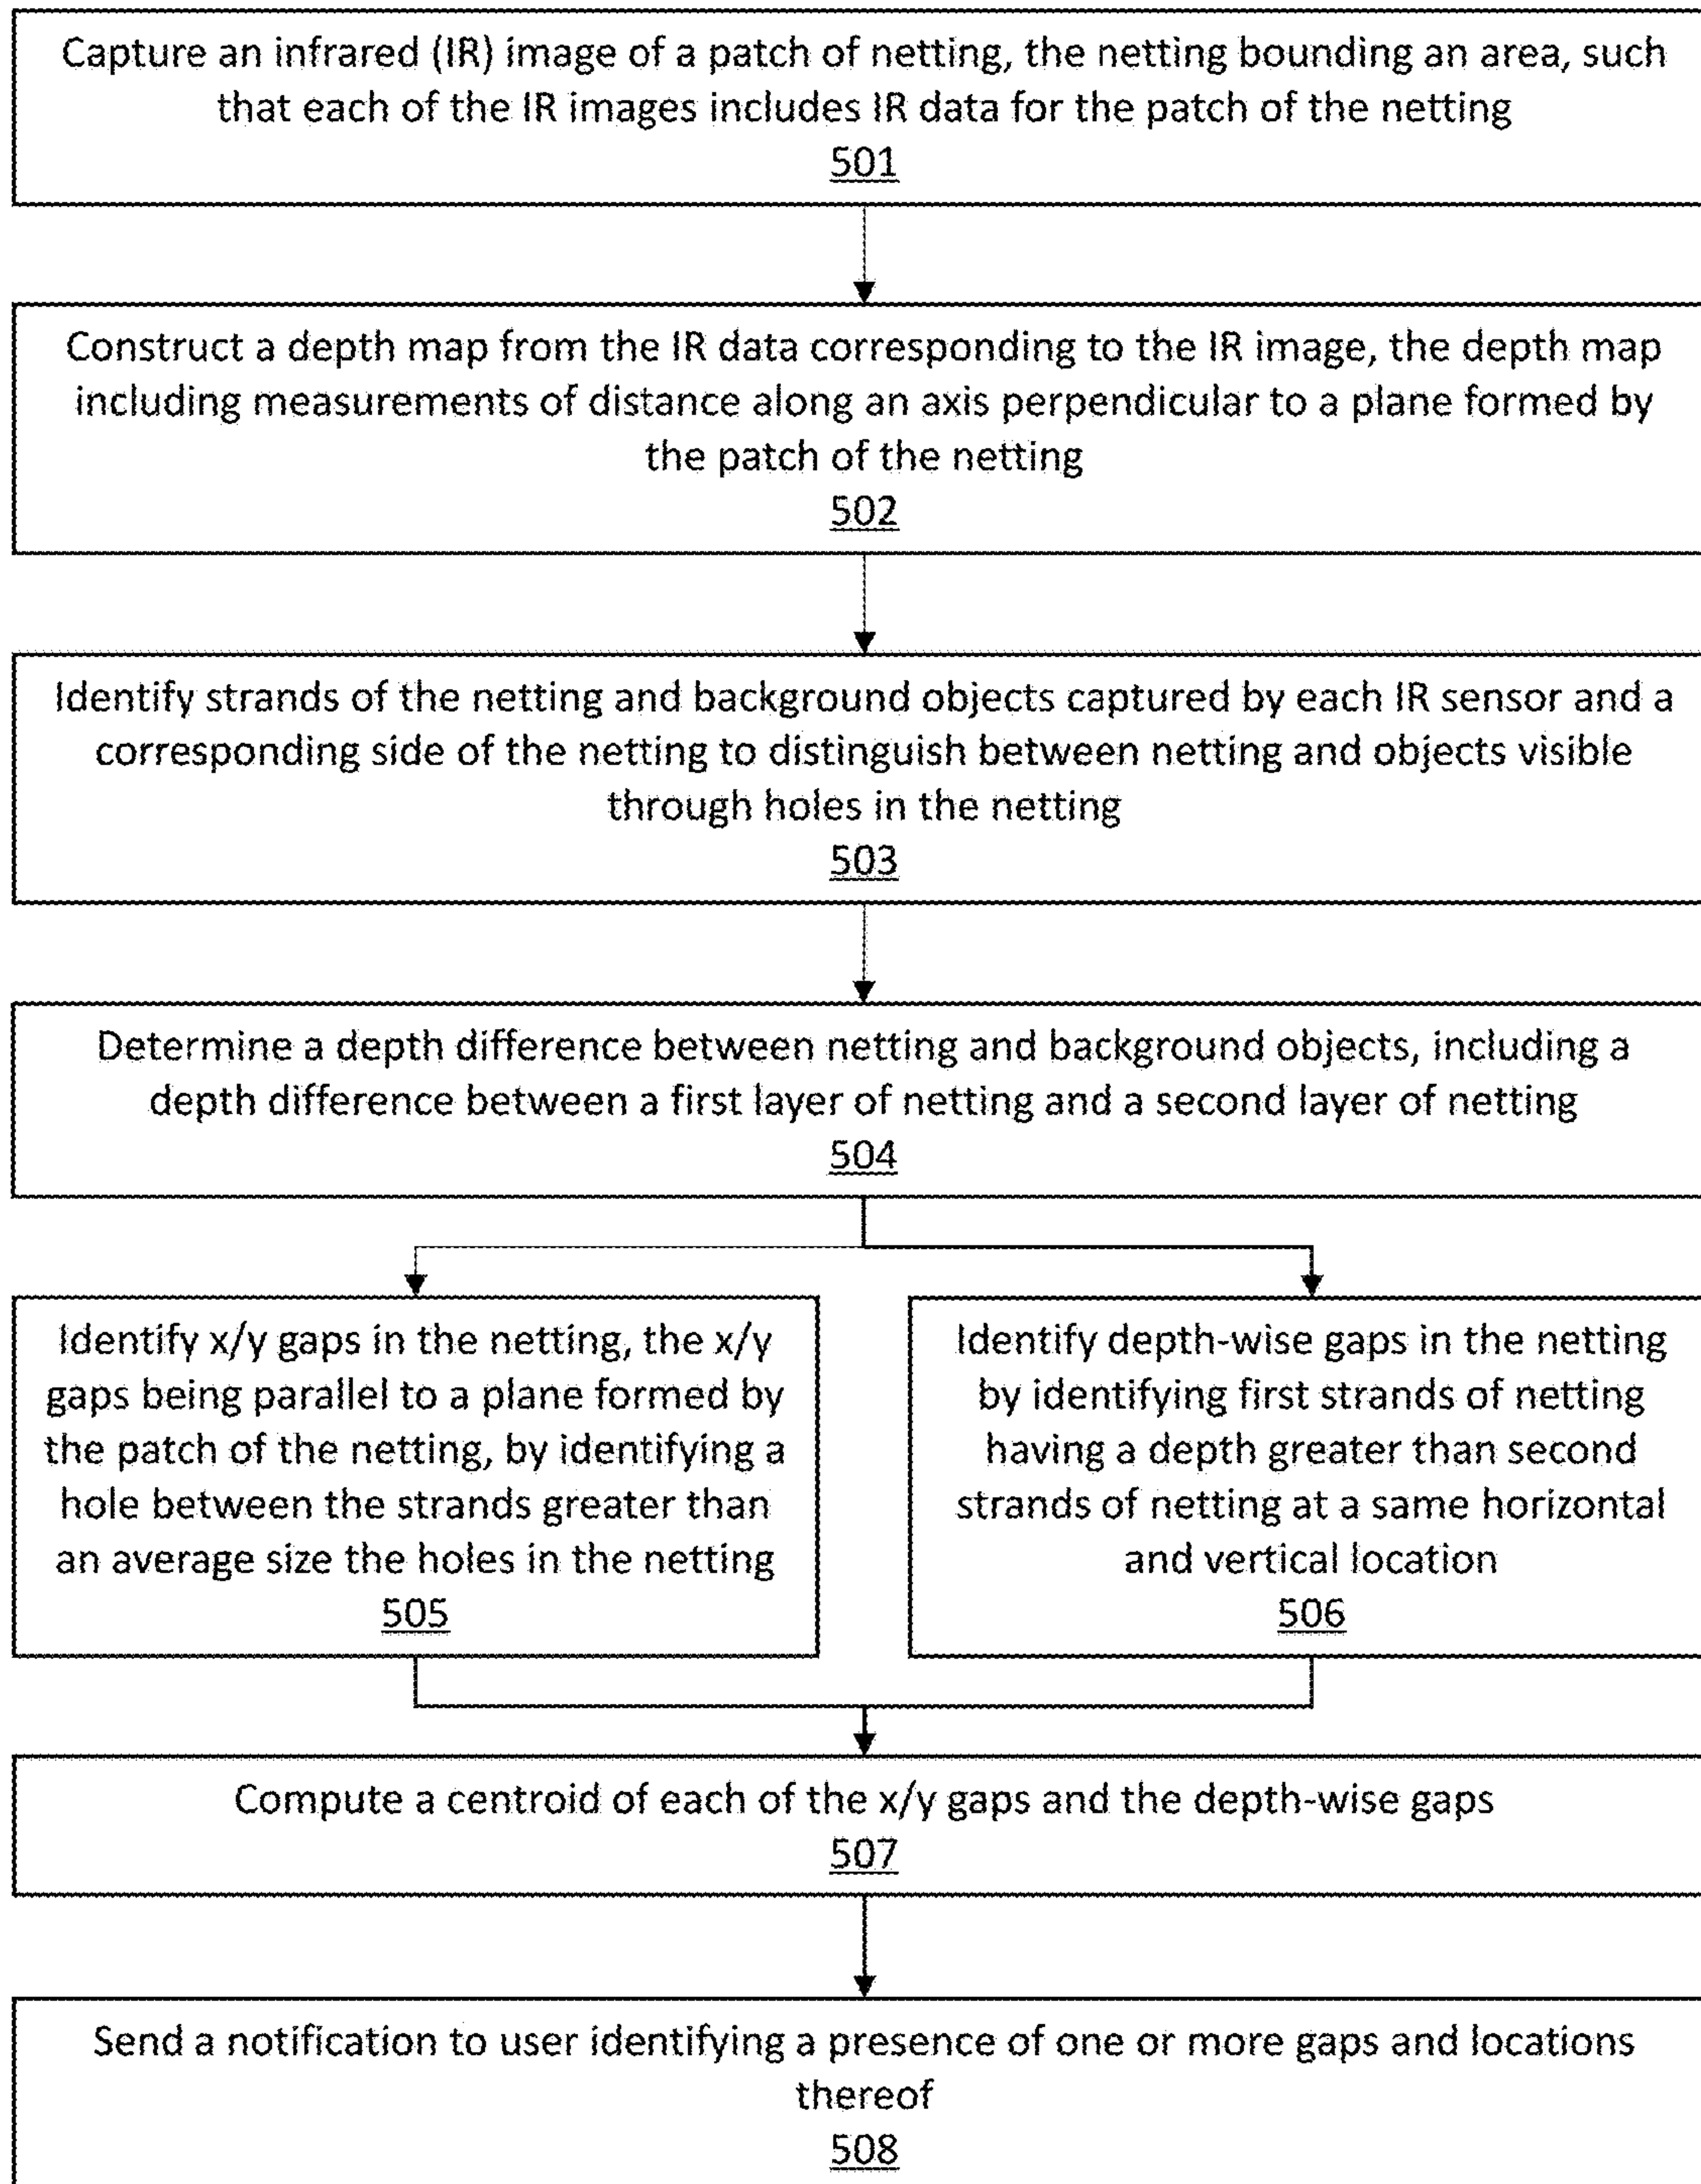 Capture an infrared (IR) image of a patch of netting, the netting bounding an area, such
that each of the IR images includes IR data for the patch of the netting
501
Construct a depth map from the IR data corresponding to the IR image, the depth map
including measurements of distance along an axis perpendicular to a plane formed by
the patch of the netting
502
Identify strands of the netting and background objects captured by each IR sensor and a
corresponding side of the netting to distinguish between netting and objects visible
through holes in the netting
503
Determine a depth difference between netting and background objects, including a
depth difference between a first layer of netting and a second layer of netting
504
Identify x/y gaps in the netting, the x/y
gaps being parallel to a plane formed by
the patch of the netting, by identifying a
hole between the strands greater than
an average size the holes in the netting
505
Identify depth-wise gaps in the netting
by identifying first strands of netting
having a depth greater than second
strands of netting at a same horizontal
and vertical location
506
Compute a centroid of each of the x/y gaps and the depth-wise gaps
507
Send a notification to user identifying a presence of one or more gaps and locations
thereof
508